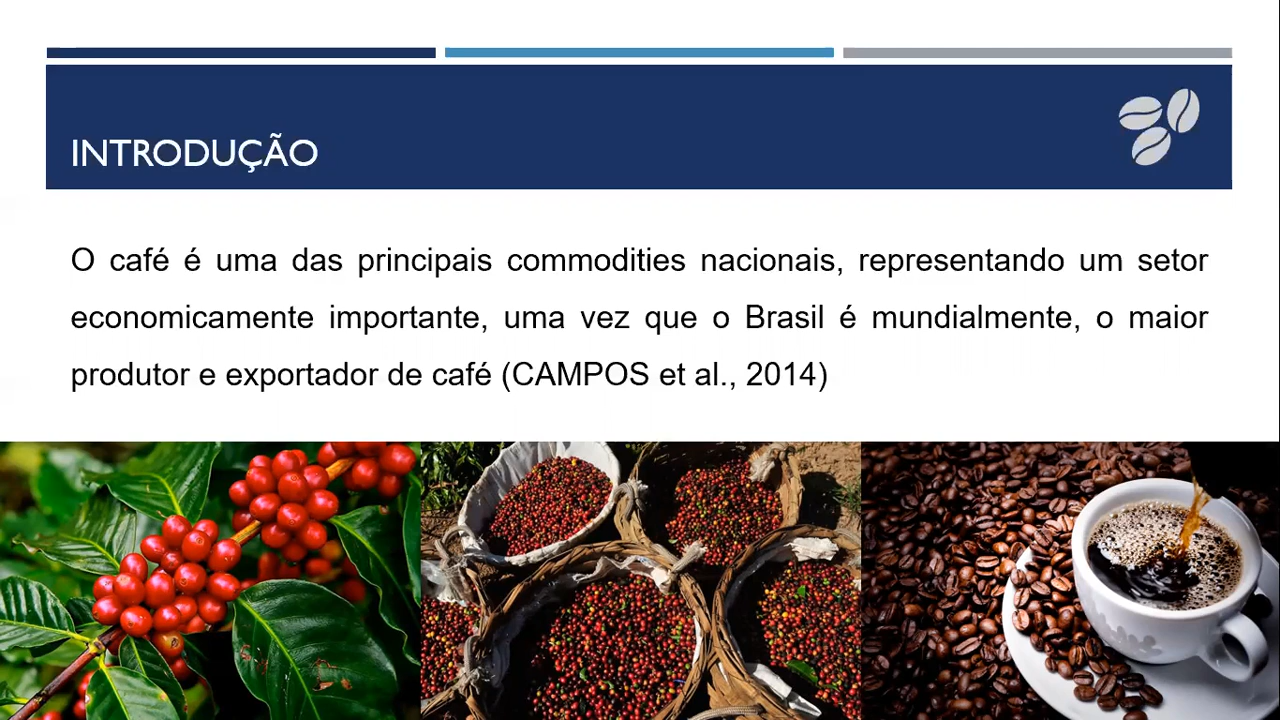 INTRODUÇÃO
O café é uma das principais commodities nacionais, representando um setor
economicamente importante, uma vez que o Brasil é mundialmente, o maior
produtor e exportador de café (CAMPOS et al., 2014)